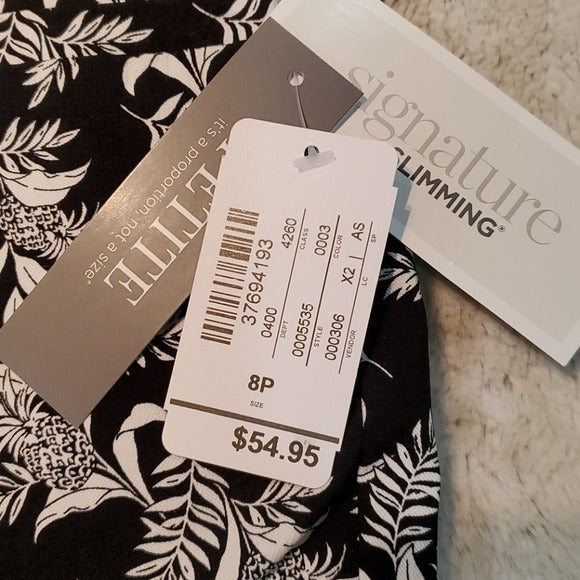 signature
SLIMMING®
PETITE
it's a proportion, not a size®
37694193
0400
DEPT
4260
CLASS
0005535
STYLE
0003
COLOR
000306
VENDOR
X2 | AS
LC
SP
8P
SIZE
$54.95